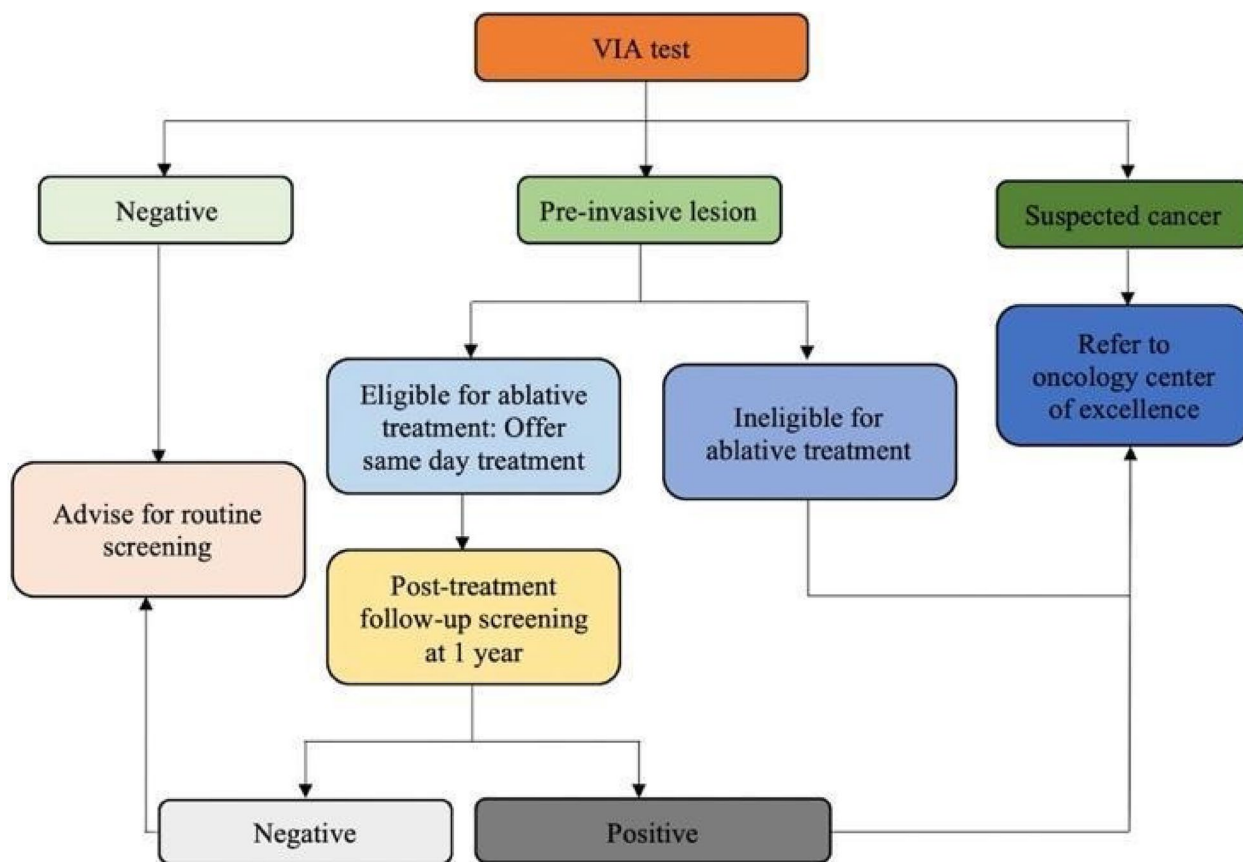 VIA test
Negative
Pre-invasive lesion
Suspected cancer
Eligible for ablative
treatment: Offer
same day treatment
Ineligible for
ablative treatment
Refer to
oncology center
of excellence
Advise for routine
screening
Post-treatment
follow-up screening
at 1 year
Negative
Positive